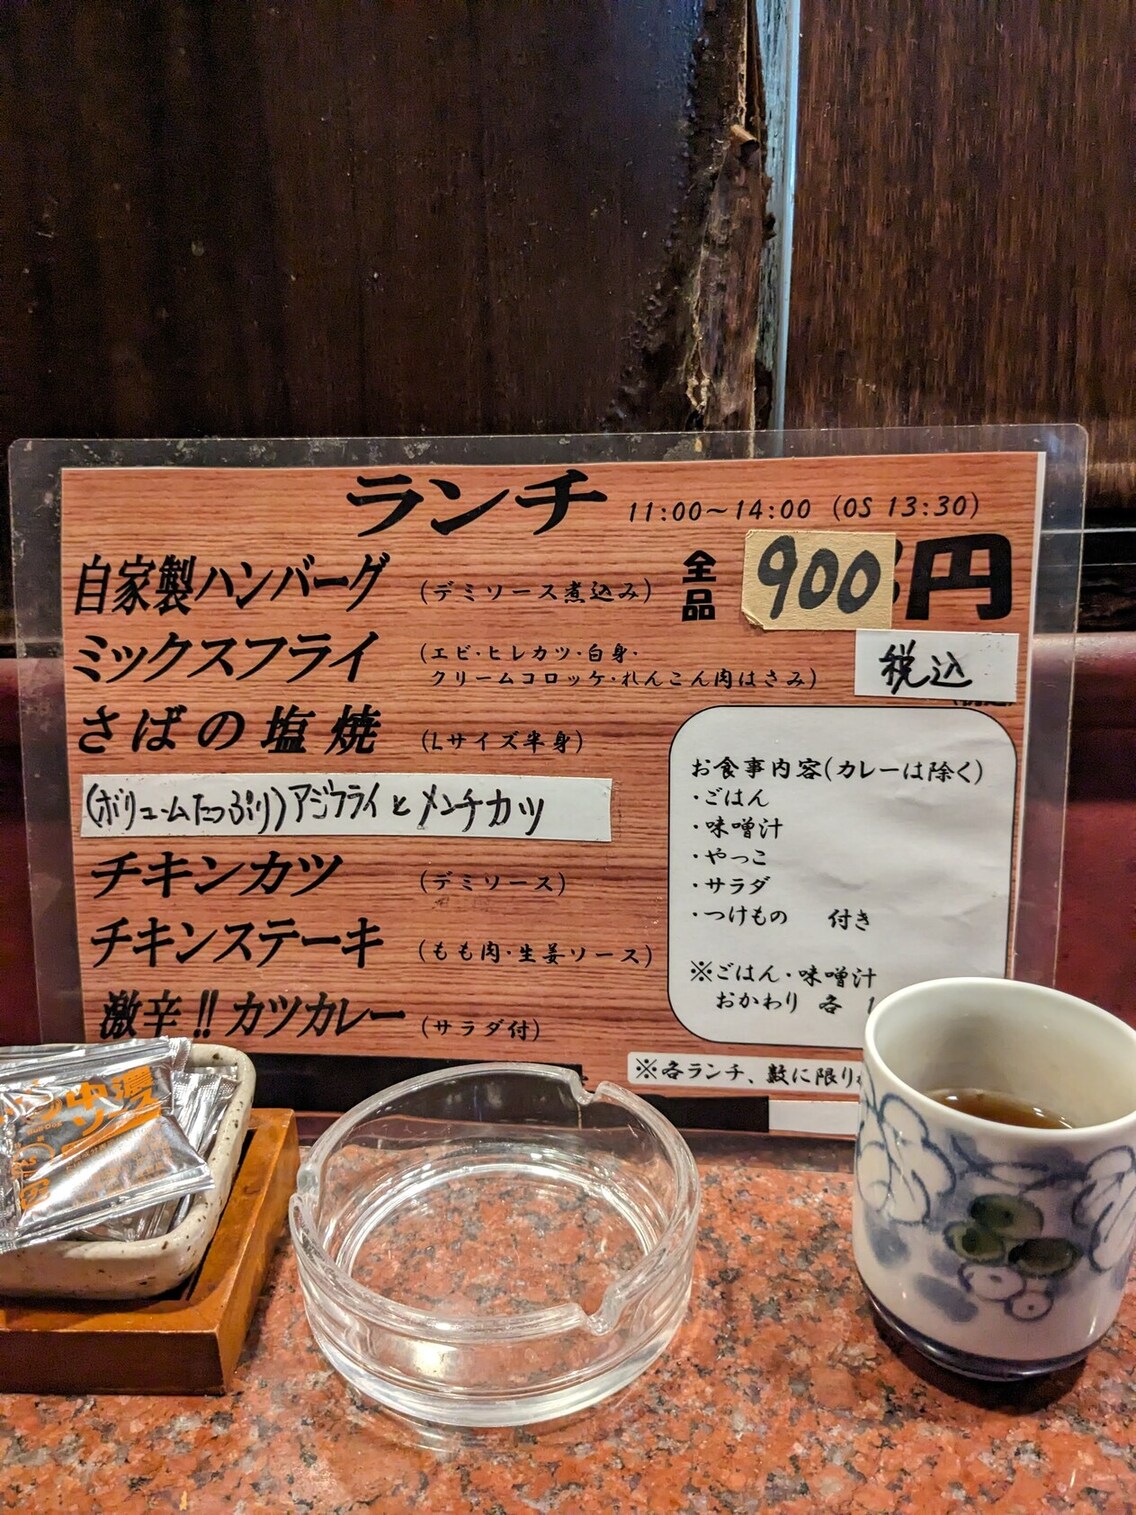 ランチ 11:00～14:00 (OS 13:30)
自家製ハンバーグ (デミソース煮込み)
全品 900円
税込
ミックスフライ (エビ・ヒレカツ・白身・
クリームコロッケ・れんこん肉はさみ)
さばの塩焼 (Lサイズ半身)
(ボリュームたっぷり)アジフライとメンチカツ
チキンカツ (デミソース)
チキンステーキ (もも肉・生姜ソース)
激辛!!カツカレー (サラダ付)
お食事内容(カレーは除く)
・ごはん
・味噌汁
・やっこ
・サラダ
・つけもの 付き
※ごはん・味噌汁
おかわり 各
※各ランチ、数に限り
中濃
ソース